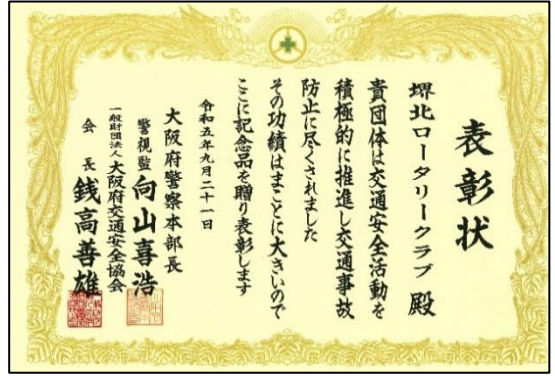 表彰状
堺北ロータリークラブ 殿
貴団体は交通安全活動を
積極的に推進し交通事故
防止に尽くされました
その功績はまことに大きいので
ここに記念品を贈り表彰します
令和五年九月二十一日
大阪府警察本部長
警視監 向山喜浩
一般財団法人 大阪府交通安全協会
会長 銭高善雄